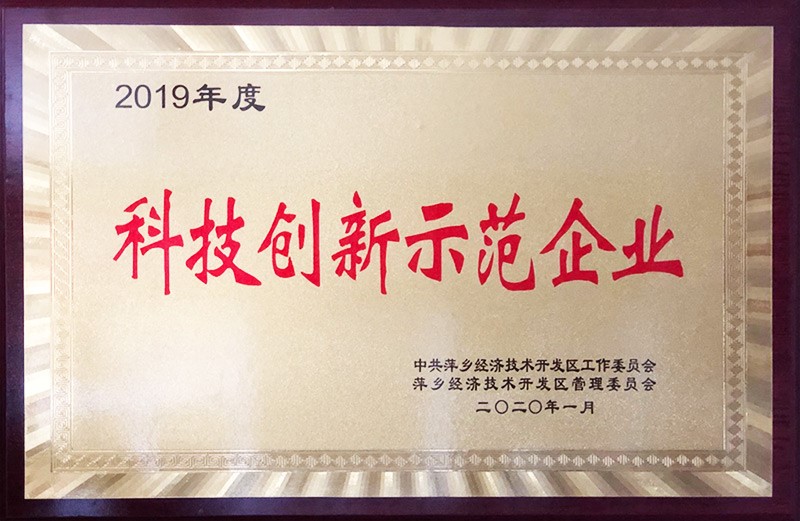 2019年度
科技创新示范企业
中共萍乡经济技术开发区工作委员会
萍乡经济技术开发区管理委员会
二〇二〇年一月